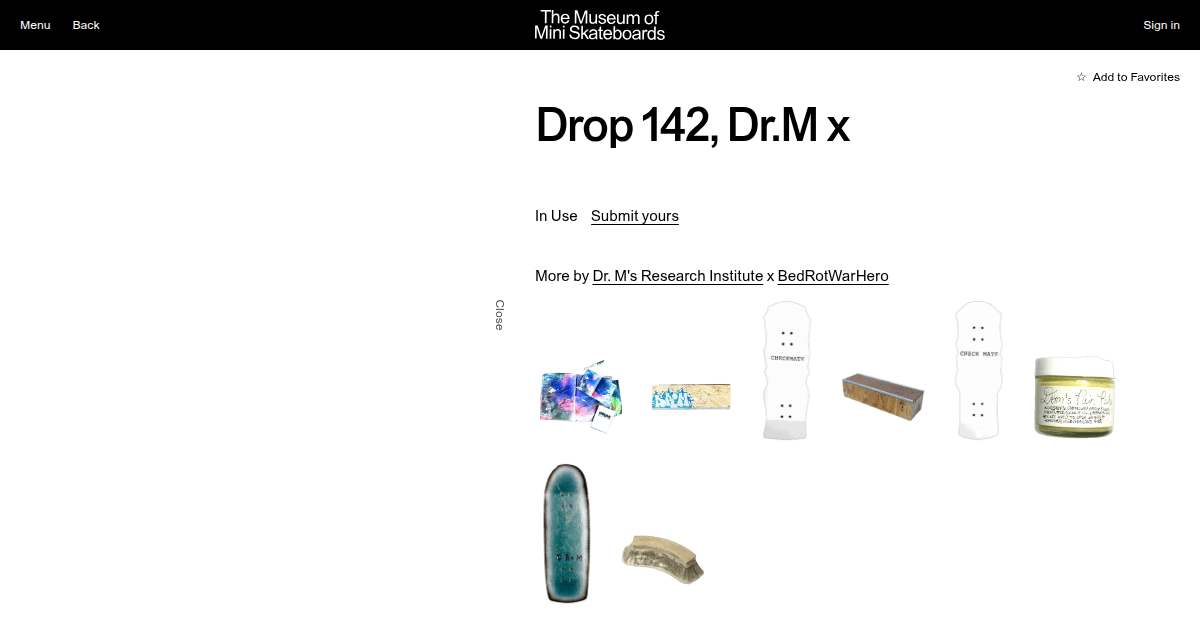 Menu
Back
The Museum of
Mini Skateboards
Sign in
☆ Add to Favorites
Drop 142, Dr.M x
In Use Submit yours
More by Dr. M's Research Institute x BedRotWarHero
Close
CHECKMATE
CHECK MATE